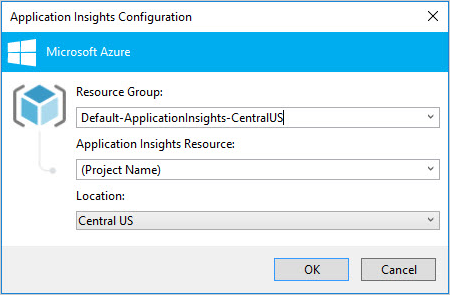 Application Insights Configuration
Microsoft Azure
Resource Group:
Default-ApplicationInsights-CentralUS
Application Insights Resource:
(Project Name)
Location:
Central US
OK Cancel